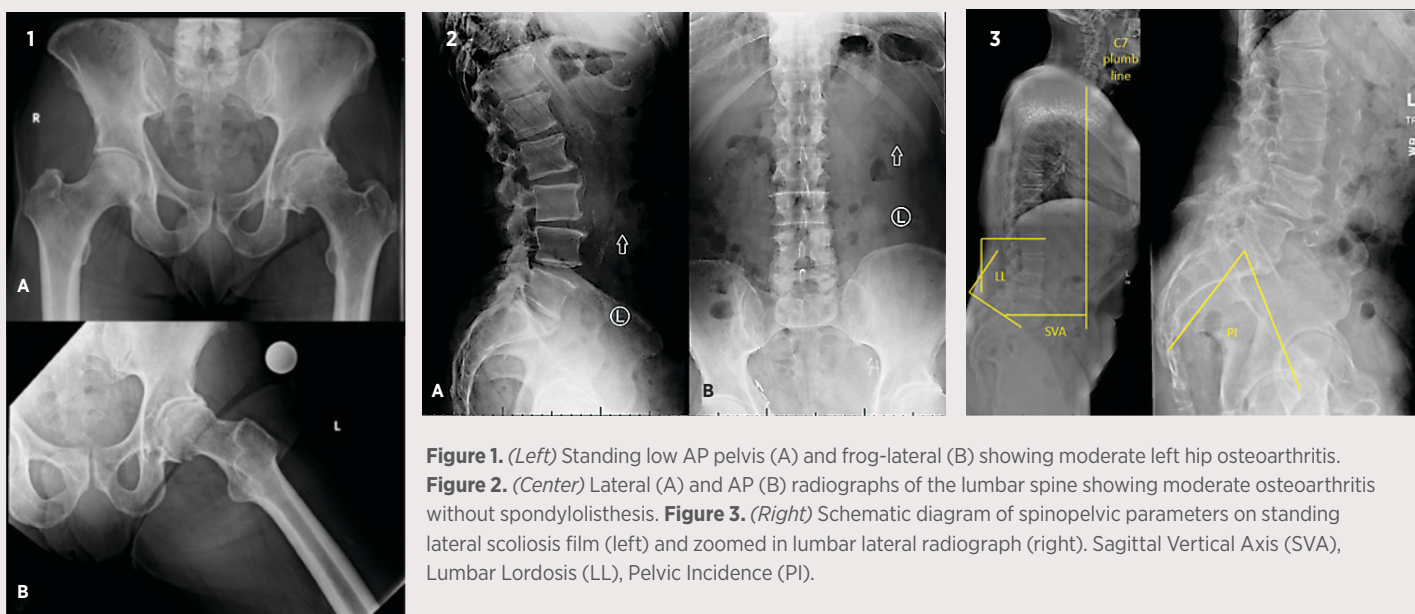 1
R
A
L
B
2
L
A
L
B
3
C7
plumb
line
LL
SVA
PI
L
Figure 1. (Left) Standing low AP pelvis (A) and frog-lateral (B) showing moderate left hip osteoarthritis.
Figure 2. (Center) Lateral (A) and AP (B) radiographs of the lumbar spine showing moderate osteoarthritis
without spondylolisthesis. Figure 3. (Right) Schematic diagram of spinopelvic parameters on standing
lateral scoliosis film (left) and zoomed in lumbar lateral radiograph (right). Sagittal Vertical Axis (SVA),
Lumbar Lordosis (LL), Pelvic Incidence (PI).